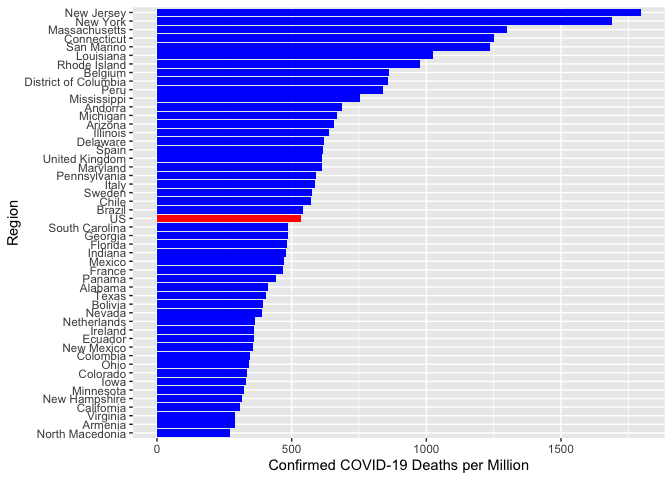 New Jersey
New York
Massachusetts
Connecticut
San Marino
Louisiana
Rhode Island
Belgium
District of Columbia
Peru
Mississippi
Andorra
Michigan
Arizona
Illinois
Delaware
Spain
United Kingdom
Maryland
Pennsylvania
Italy
Sweden
Chile
Brazil
US
South Carolina
Georgia
Florida
Indiana
Mexico
France
Panama
Alabama
Texas
Bolivia
Nevada
Netherlands
Ireland
Ecuador
New Mexico
Colombia
Ohio
Colorado
Iowa
Minnesota
New Hampshire
California
Virginia
Armenia
North Macedonia
Region
0 500 1000 1500
Confirmed COVID-19 Deaths per Million